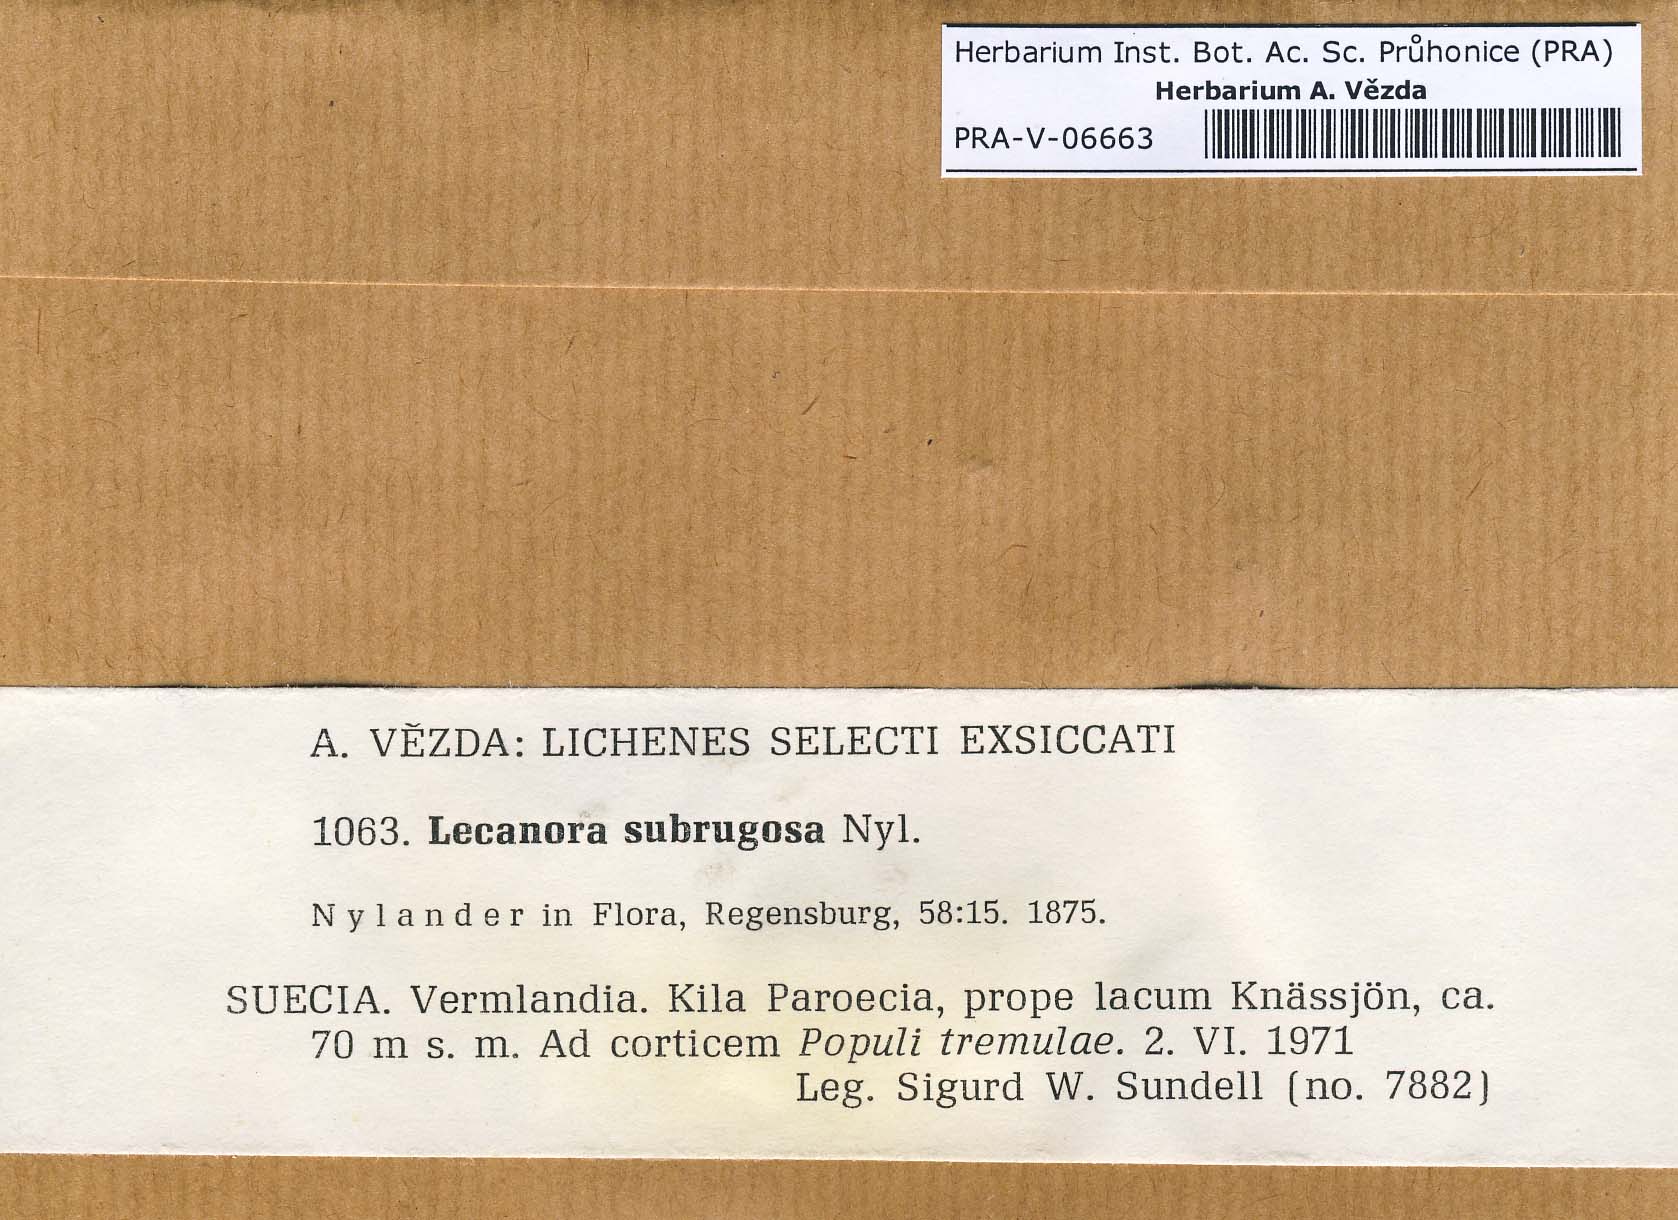 Herbarium Inst. Bot. Ac. Sc. Průhonice (PRA)
Herbarium A. Vězda
PRA-V-06663
A. VĚZDA: LICHENES SELECTI EXSICCATI
1063. Lecanora subrugosa Nyl.
Nylander in Flora, Regensburg, 58:15. 1875.
SUECIA. Vermlandia. Kila Paroecia, prope lacum Knässjön, ca.
70 m s. m. Ad corticem Populi tremulae. 2. VI. 1971
Leg. Sigurd W. Sundell (no. 7882)